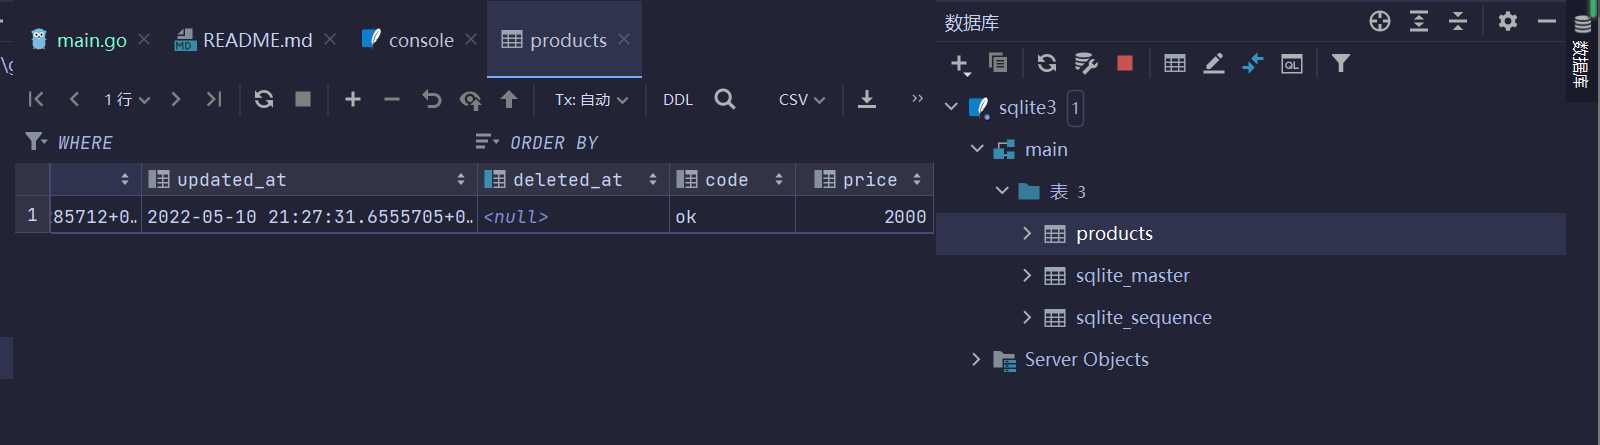 main.go README.md console products
1 行 Tx: 自动 DDL CSV »
WHERE ORDER BY
updated_at deleted_at code price
1 85712+0… 2022-05-10 21:27:31.6555705+0… <null> ok 2000
数据库
sqlite3 1
main
表 3
products
sqlite_master
sqlite_sequence
Server Objects
数据库